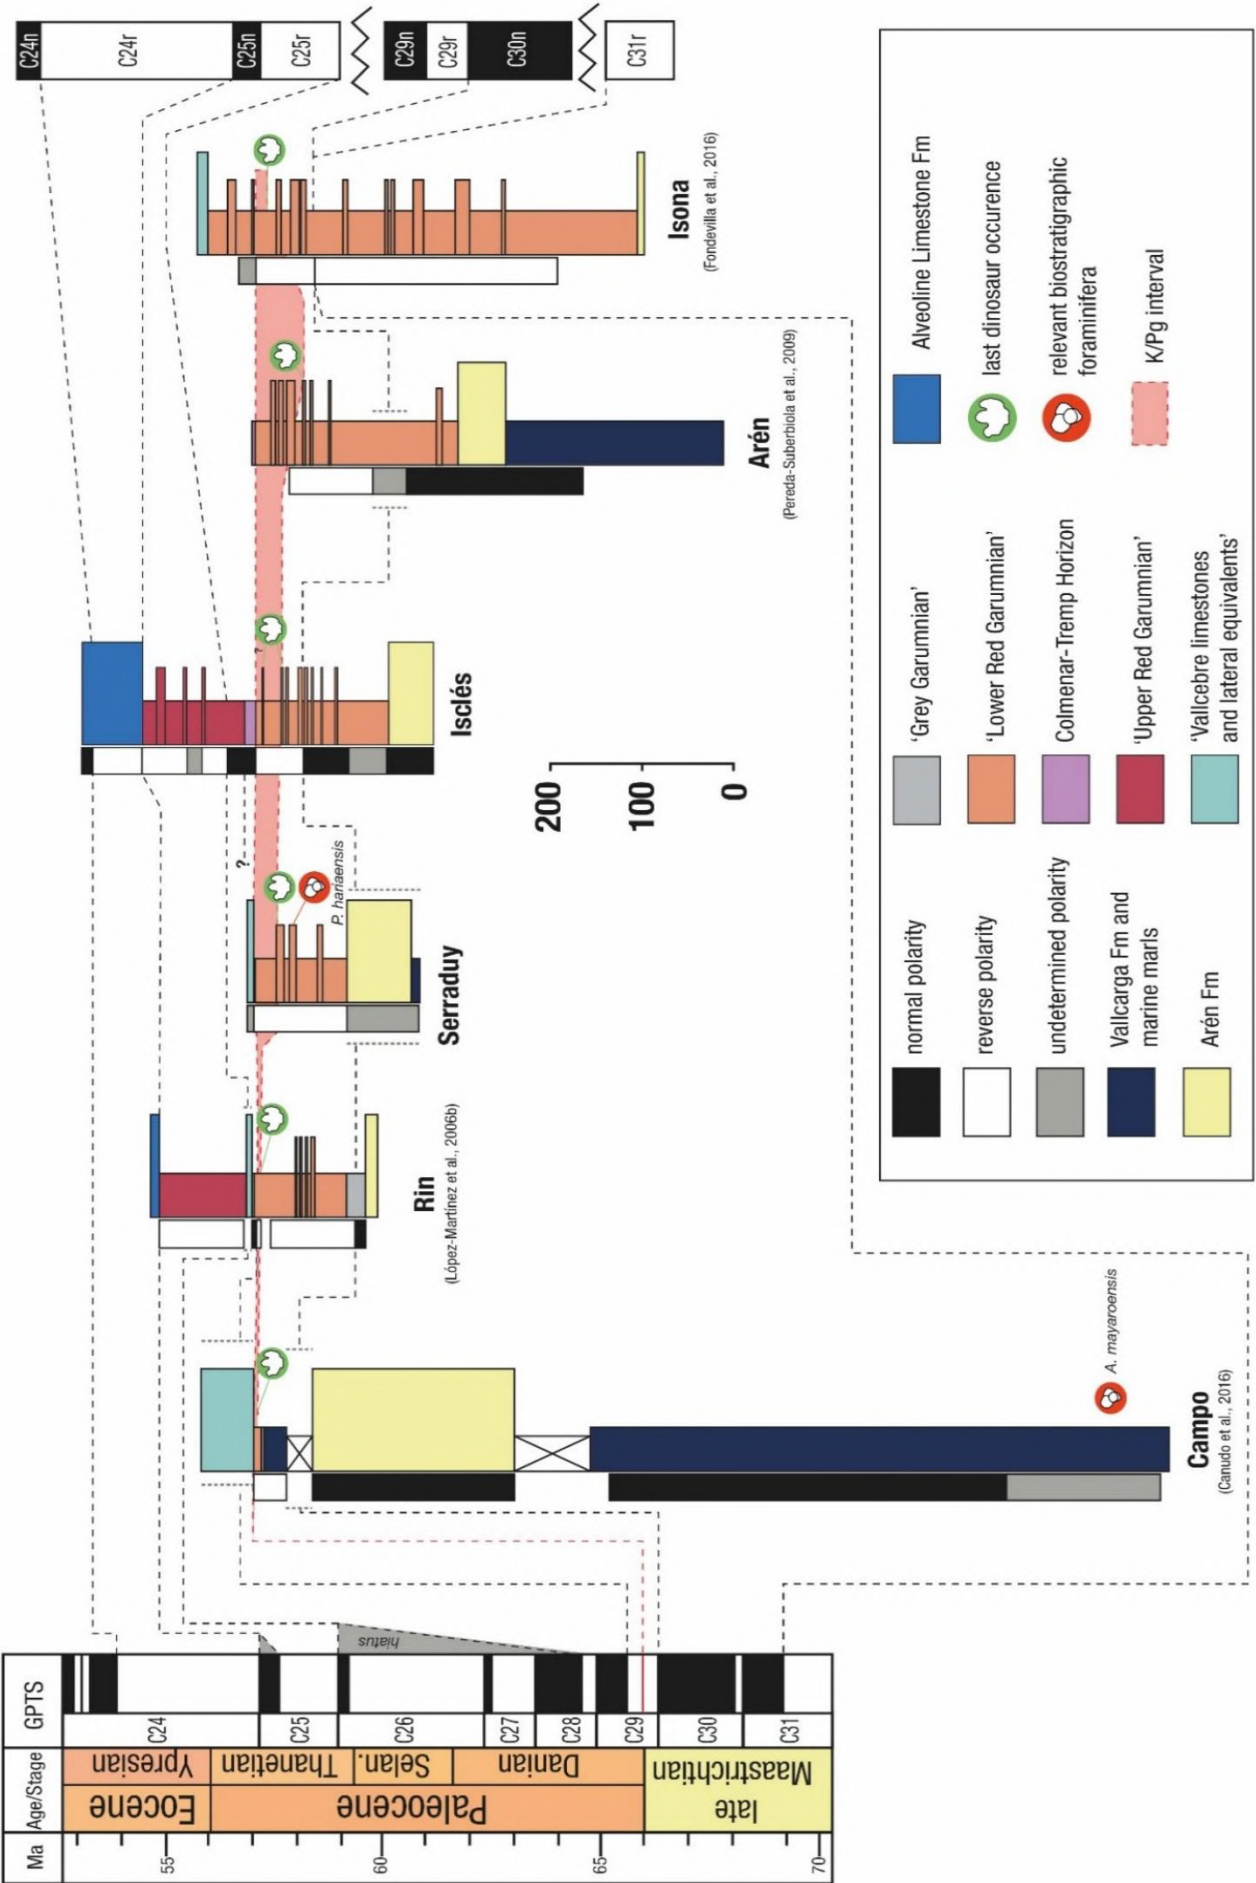 C24n
C24r
C25n
C25r
C29n
C29r
C30n
C31r
Ma
Age/Stage
GPTS
55
60
65
70
Eocene
Paleocene
late
Maastrichtian
Ypresian
Thanetian
Selan.
Danian
C24
C25
C26
C27
C28
C29
C30
C31
hiatus
Campo
(Canudo et al., 2016)
A. mayaroensis
Rin
(López-Martínez et al., 2006b)
Serraduy
P. hariaensis
?
Isclés
?
Arén
(Pereda-Suberbiola et al., 2009)
Isona
(Fondevilla et al., 2016)
200
100
0
normal polarity
reverse polarity
undetermined polarity
Vallcarga Fm and
marine marls
Arén Fm
'Grey Garumnian'
'Lower Red Garumnian'
Colmenar-Tremp Horizon
'Upper Red Garumnian'
'Vallcebre limestones
and lateral equivalents'
Alveoline Limestone Fm
last dinosaur occurence
relevant biostratigraphic
foraminifera
K/Pg interval